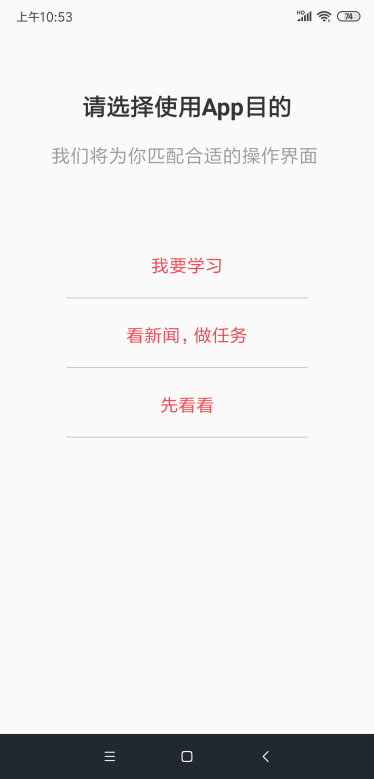 上午10:53
HD
74
请选择使用App目的
我们将为你匹配合适的操作界面
我要学习
看新闻，做任务
先看看